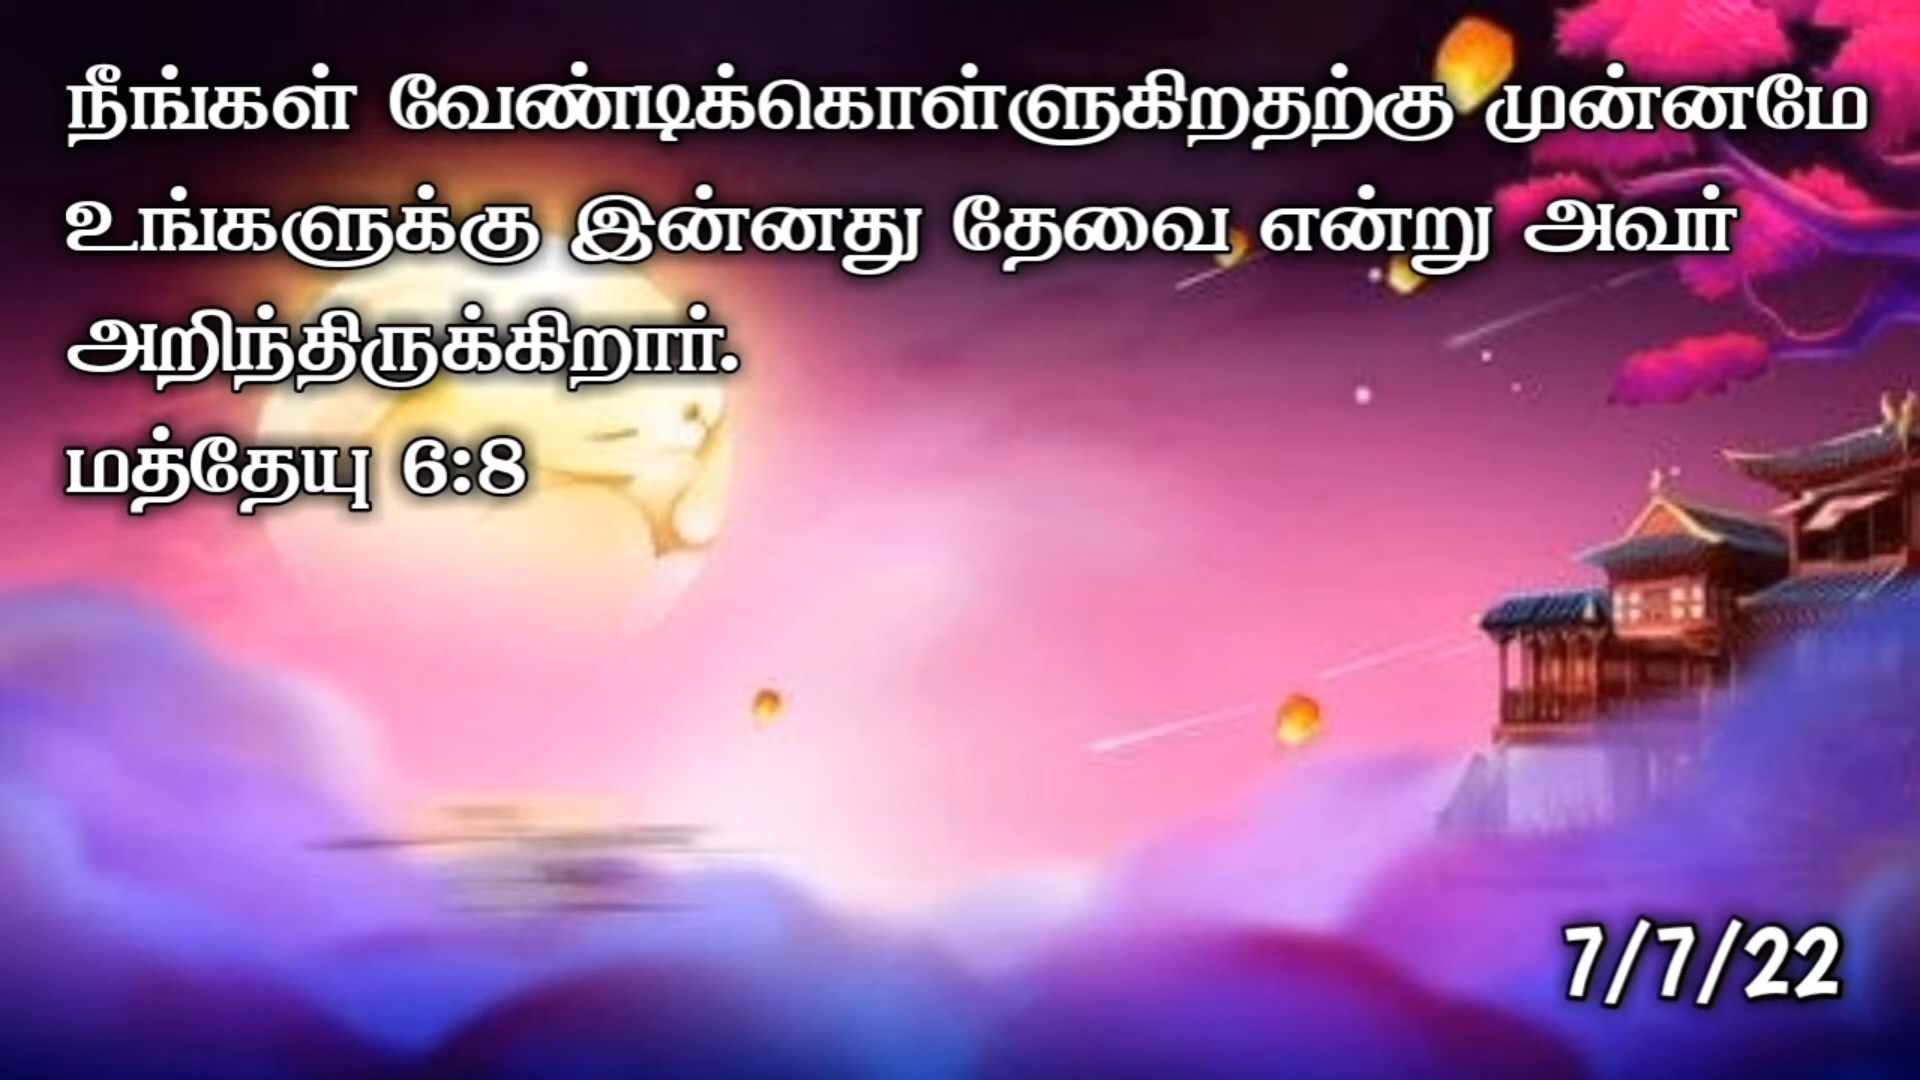 நீங்கள் வேண்டிக்கொள்ளுகிறதற்கு முன்னமே
உங்களுக்கு இன்னது தேவை என்று அவர்
அறிந்திருக்கிறார்.
மத்தேயு 6:8
7/7/22